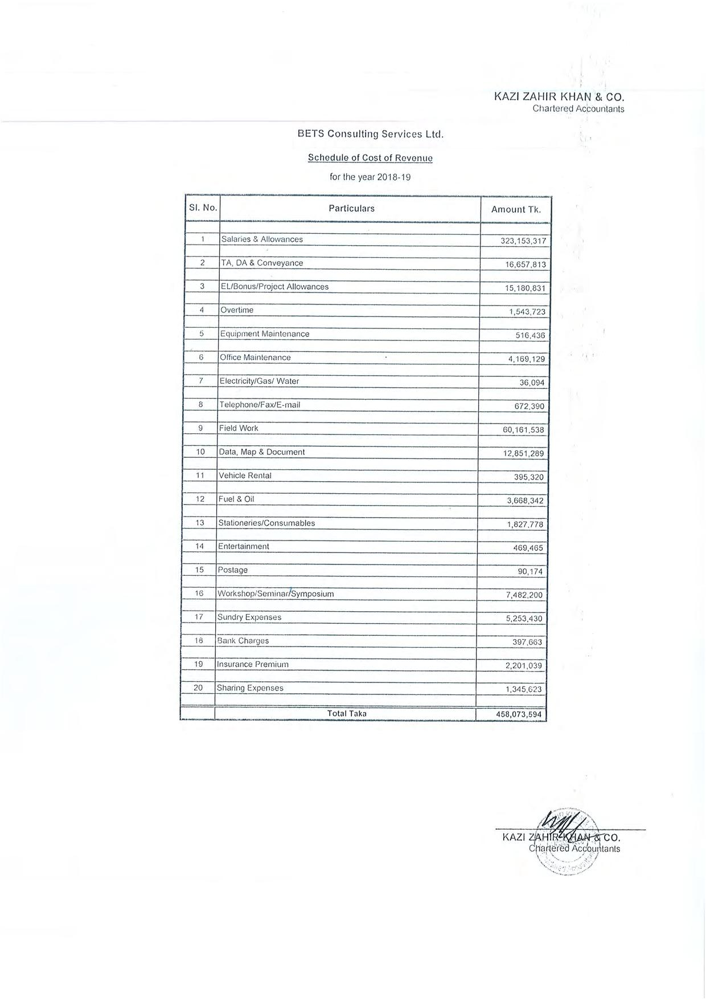 KAZI ZAHIR KHAN & CO.
Chartered Accountants
BETS Consulting Services Ltd.
Schedule of Cost of Revenue
for the year 2018-19
Sl. No. Particulars Amount Tk.
1 Salaries & Allowances 323,153,317
2 TA, DA & Conveyance 16,657,813
3 EL/Bonus/Project Allowances 15,180,831
4 Overtime 1,543,723
5 Equipment Maintenance 516,436
6 Office Maintenance 4,169,129
7 Electricity/Gas/ Water 36,094
8 Telephone/Fax/E-mail 672,390
9 Field Work 60,161,538
10 Data, Map & Document 12,851,289
11 Vehicle Rental 395,320
12 Fuel & Oil 3,668,342
13 Stationeries/Consumables 1,827,778
14 Entertainment 469,465
15 Postage 90,174
16 Workshop/Seminar/Symposium 7,482,200
17 Sundry Expenses 5,253,430
18 Bank Charges 397,663
19 Insurance Premium 2,201,039
20 Sharing Expenses 1,345,623
Total Taka 458,073,594
KAZI ZAHIR KHAN & CO.
Chartered Accountants